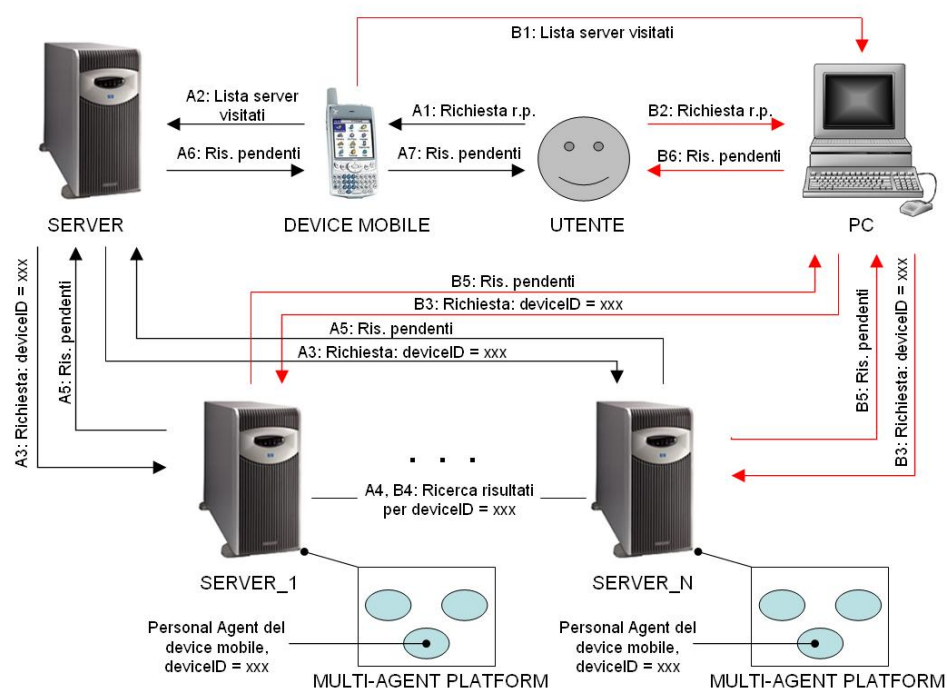 B1: Lista server visitati
A2: Lista server
visitati
A1: Richiesta r.p.
B2: Richiesta r.p.
A6: Ris. pendenti
A7: Ris. pendenti
B6: Ris. pendenti
SERVER
DEVICE MOBILE
UTENTE
PC
A3: Richiesta: deviceID = xxx
A5: Ris. pendenti
B5: Ris. pendenti
B3: Richiesta: deviceID = xxx
A5: Ris. pendenti
A3: Richiesta: deviceID = xxx
B5: Ris. pendenti
B3: Richiesta: deviceID = xxx
. . .
A4, B4: Ricerca risultati
per deviceID = xxx
SERVER_1
SERVER_N
Personal Agent del
device mobile,
deviceID = xxx
Personal Agent del
device mobile,
deviceID = xxx
MULTI-AGENT PLATFORM
MULTI-AGENT PLATFORM